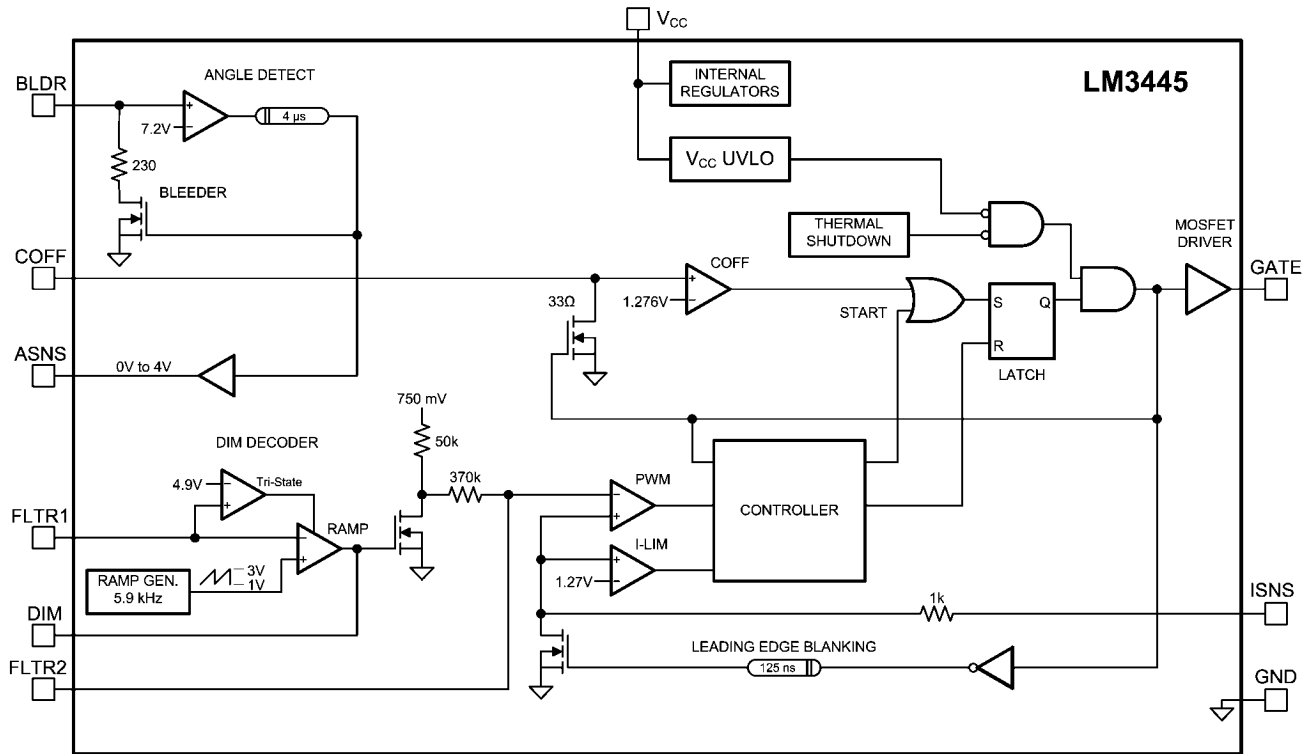 VCC
LM3445
BLDR
ANGLE DETECT
INTERNAL
REGULATORS
+
4 µs
7.2V
−
230
BLEEDER
VCC UVLO
THERMAL
SHUTDOWN
MOSFET
DRIVER
COFF
COFF
+
1.276V
−
GATE
33Ω
START
S
Q
R
LATCH
ASNS
0V to 4V
750 mV
50k
DIM DECODER
370k
4.9V
−
Tri-State
+
PWM
−
+
CONTROLLER
FLTR1
RAMP
−
+
I-LIM
+
1.27V
−
RAMP GEN.
5.9 kHz
3V
1V
1k
ISNS
DIM
LEADING EDGE BLANKING
125 ns
FLTR2
GND